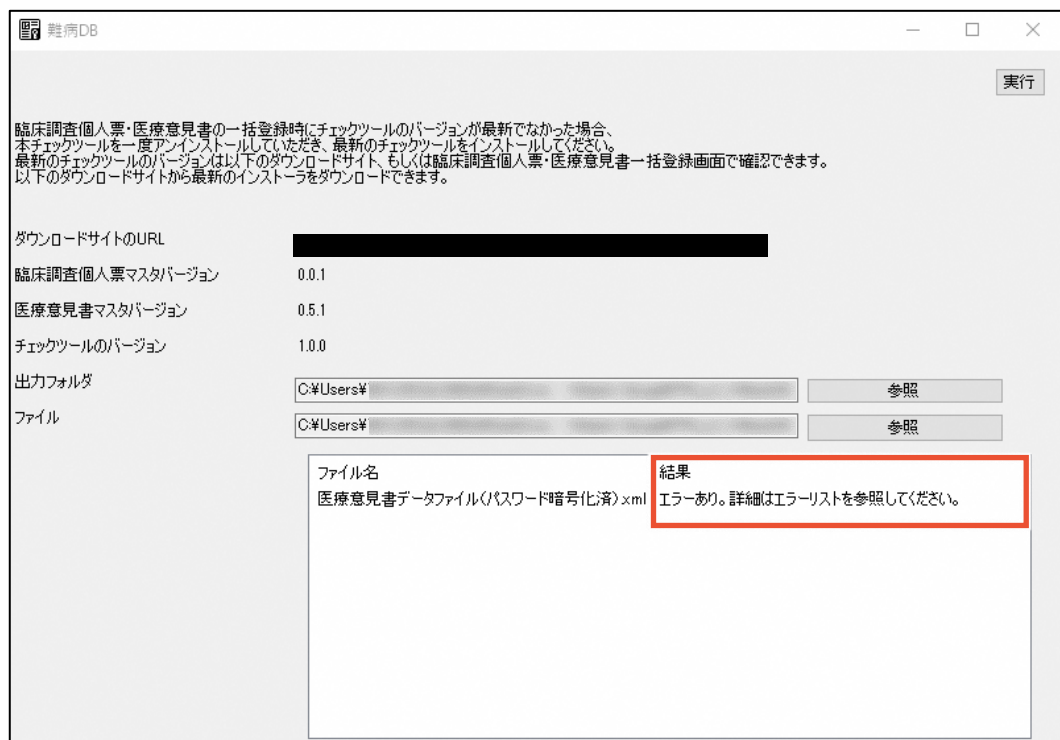 難病DB
実行
臨床調査個人票・医療意見書の一括登録時にチェックツールのバージョンが最新でなかった場合、
本チェックツールを一度アンインストールしていただき、最新のチェックツールをインストールしてください。
最新のチェックツールのバージョンは以下のダウンロードサイト、もしくは臨床調査個人票・医療意見書一括登録画面で確認できます。
以下のダウンロードサイトから最新のインストーラをダウンロードできます。
ダウンロードサイトのURL
臨床調査個人票マスタバージョン 0.0.1
医療意見書マスタバージョン 0.5.1
チェックツールのバージョン 1.0.0
出力フォルダ C:¥Users¥ 参照
ファイル C:¥Users¥ 参照
ファイル名 結果
医療意見書データファイル(パスワード暗号化済).xml エラーあり。詳細はエラーリストを参照してください。